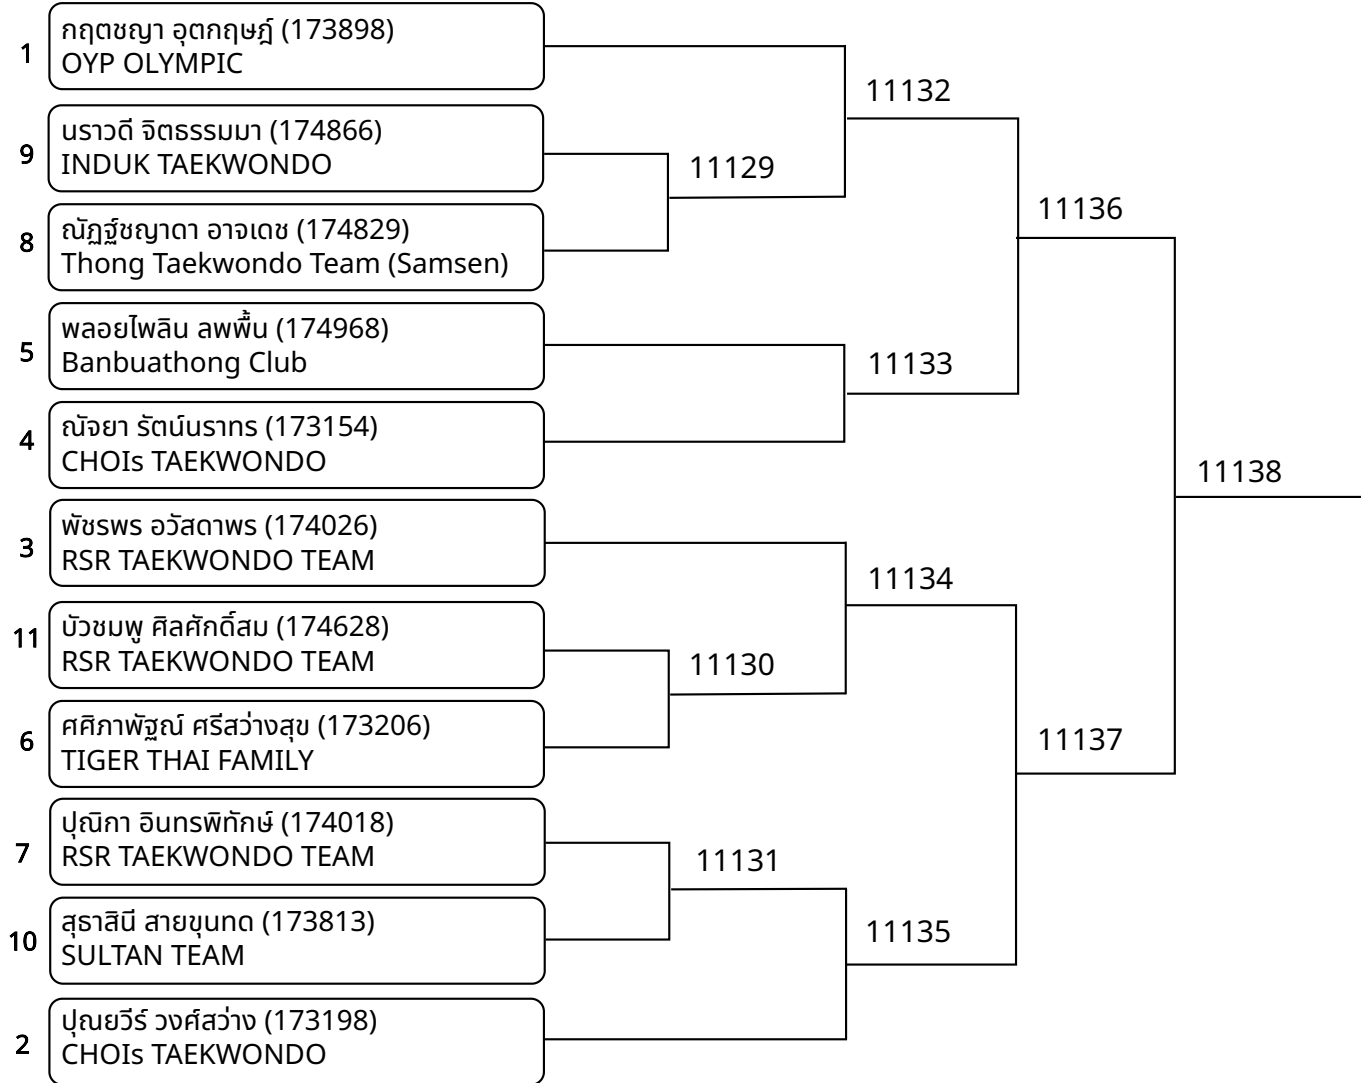 1
กฤตชญา อุตกฤษฎ์ (173898)
OYP OLYMPIC
11132
9
นราวดี จิตธรรมมา (174866)
INDUK TAEKWONDO
11129
11136
8
ณัฏฐ์ชญาดา อาจเดช (174829)
Thong Taekwondo Team (Samsen)
5
พลอยไพลิน ลพพื้น (174968)
Banbuathong Club
11133
4
ณัจยา รัตน์นราทร (173154)
CHOIs TAEKWONDO
11138
3
พัชรพร อวัสดาพร (174026)
RSR TAEKWONDO TEAM
11134
11
บัวชมพู ศิลศักดิ์สม (174628)
RSR TAEKWONDO TEAM
11130
6
ศศิภาพัฐณ์ ศรีสว่างสุข (173206)
TIGER THAI FAMILY
11137
7
ปุณิกา อินทรพิทักษ์ (174018)
RSR TAEKWONDO TEAM
11131
10
สุธาสินี สายขุนทด (173813)
SULTAN TEAM
11135
2
ปุณยวีร์ วงศ์สว่าง (173198)
CHOIs TAEKWONDO